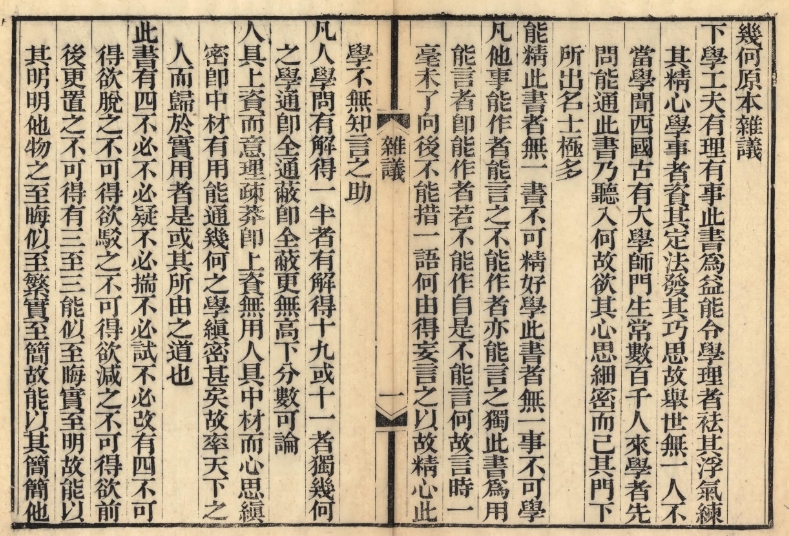 幾何原本雜議
下學工夫有理有事此書爲益能令學理者袪其浮氣練
其精心學事者資其定法發其巧思故舉世無一人不
當學聞西國古有大學師門生常數百千人來學者先
問能通此書乃聽入何故欲其心思細密而已其門下
所出名士極多
能精此書者無一書不可精好學此書者無一事不可學
凡他事能作者能言之不能作者亦能言之獨此書爲用
能言者卽能作者若不能作自是不能言何故言時一
毫未了向後不能措一語何由得妄言之以故精心此
雜議
一
學不無知言之助
凡人學問有解得一半者有解得十九或十一者獨幾何
之學通卽全通蔽卽全蔽更無高下分數可論
人具上資而意理疎莽卽上資無用人具中材而心思縝
密卽中材有用能通幾何之學縝密甚矣故率天下之
人而歸於實用者是或其所由之道也
此書有四不必不必疑不必揣不必試不必改有四不可
得欲脫之不可得欲駁之不可得欲減之不可得欲前
後更置之不可得有三至三能似至晦實至明故能以
其明明他物之至晦似至繁實至簡故能以其簡簡他